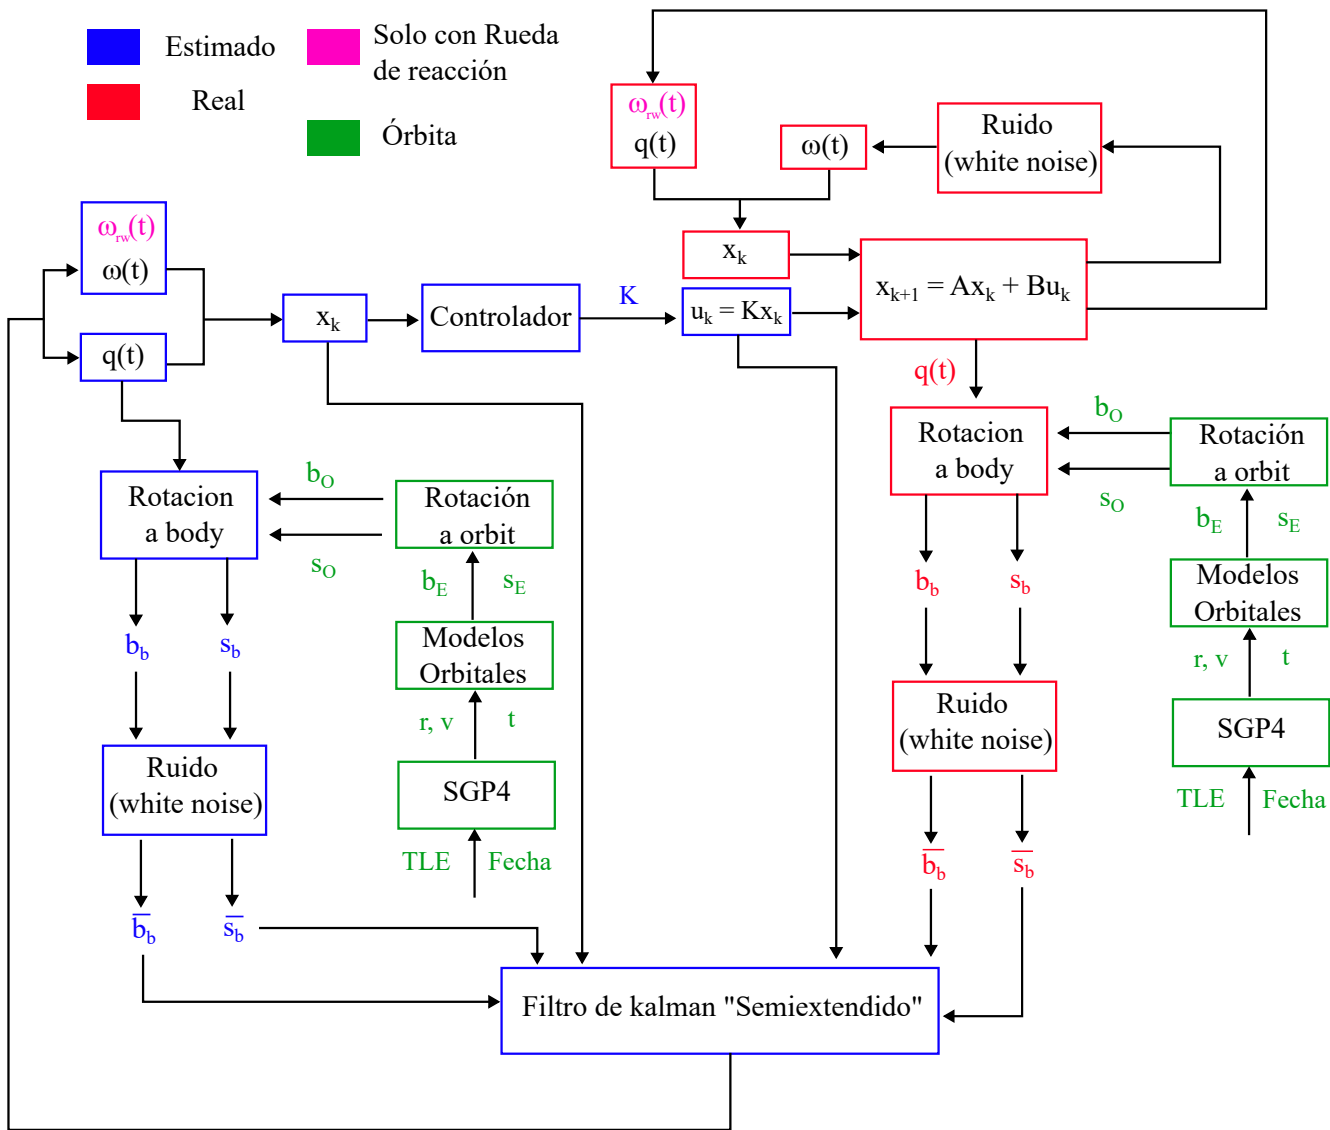 Estimado
Real
Solo con Rueda
de reacción
Órbita
ω_rw(t)
q(t)
ω(t)
Ruido
(white noise)
x_k
x_{k+1} = Ax_k + Bu_k
ω_rw(t)
ω(t)
q(t)
x_k
Controlador
K
u_k = Kx_k
q(t)
Rotacion
a body
b_O
s_O
Rotación
a orbit
b_E s_E
Modelos
Orbitales
r, v t
SGP4
TLE Fecha
b_b s_b
Ruido
(white noise)
b̅_b s̅_b
Rotacion
a body
b_O
s_O
Rotación
a orbit
b_E s_E
Modelos
Orbitales
r, v t
SGP4
TLE Fecha
b_b s_b
Ruido
(white noise)
b̅_b s̅_b
Filtro de kalman "Semiextendido"